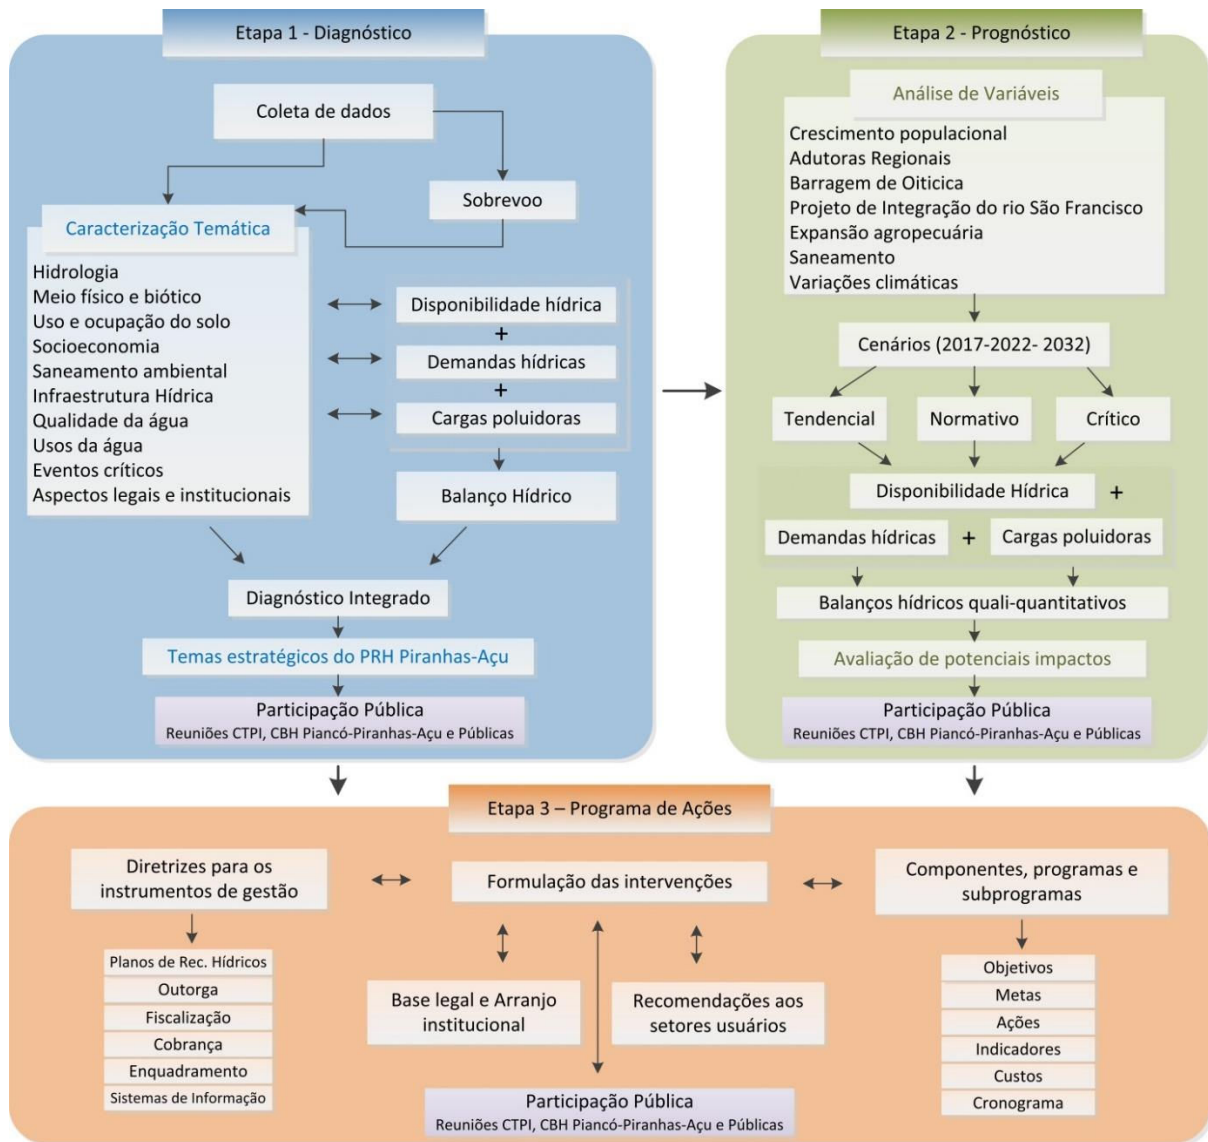 Etapa 1 - Diagnóstico
Coleta de dados
Sobrevoo
Caracterização Temática
Hidrologia
Meio físico e biótico
Uso e ocupação do solo
Socioeconomia
Saneamento ambiental
Infraestrutura Hídrica
Qualidade da água
Usos da água
Eventos críticos
Aspectos legais e institucionais
Disponibilidade hídrica
+
Demandas hídricas
+
Cargas poluidoras
Balanço Hídrico
Diagnóstico Integrado
Temas estratégicos do PRH Piranhas-Açu
Participação Pública
Reuniões CTPI, CBH Piancó-Piranhas-Açu e Públicas
Etapa 2 - Prognóstico
Análise de Variáveis
Crescimento populacional
Adutoras Regionais
Barragem de Oiticica
Projeto de Integração do rio São Francisco
Expansão agropecuária
Saneamento
Variações climáticas
Cenários (2017-2022- 2032)
Tendencial
Normativo
Crítico
Disponibilidade Hídrica +
Demandas hídricas + Cargas poluidoras
Balanços hídricos quali-quantitativos
Avaliação de potenciais impactos
Participação Pública
Reuniões CTPI, CBH Piancó-Piranhas-Açu e Públicas
Etapa 3 – Programa de Ações
Diretrizes para os
instrumentos de gestão
Planos de Rec. Hídricos
Outorga
Fiscalização
Cobrança
Enquadramento
Sistemas de Informação
Formulação das intervenções
Base legal e Arranjo
institucional
Recomendações aos
setores usuários
Participação Pública
Reuniões CTPI, CBH Piancó-Piranhas-Açu e Públicas
Componentes, programas e
subprogramas
Objetivos
Metas
Ações
Indicadores
Custos
Cronograma